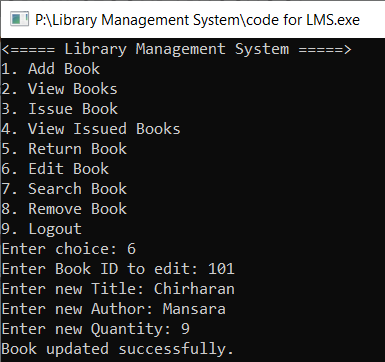 P:\Library Management System\code for LMS.exe
<===== Library Management System =====>
1. Add Book
2. View Books
3. Issue Book
4. View Issued Books
5. Return Book
6. Edit Book
7. Search Book
8. Remove Book
9. Logout
Enter choice: 6
Enter Book ID to edit: 101
Enter new Title: Chirharan
Enter new Author: Mansara
Enter new Quantity: 9
Book updated successfully.